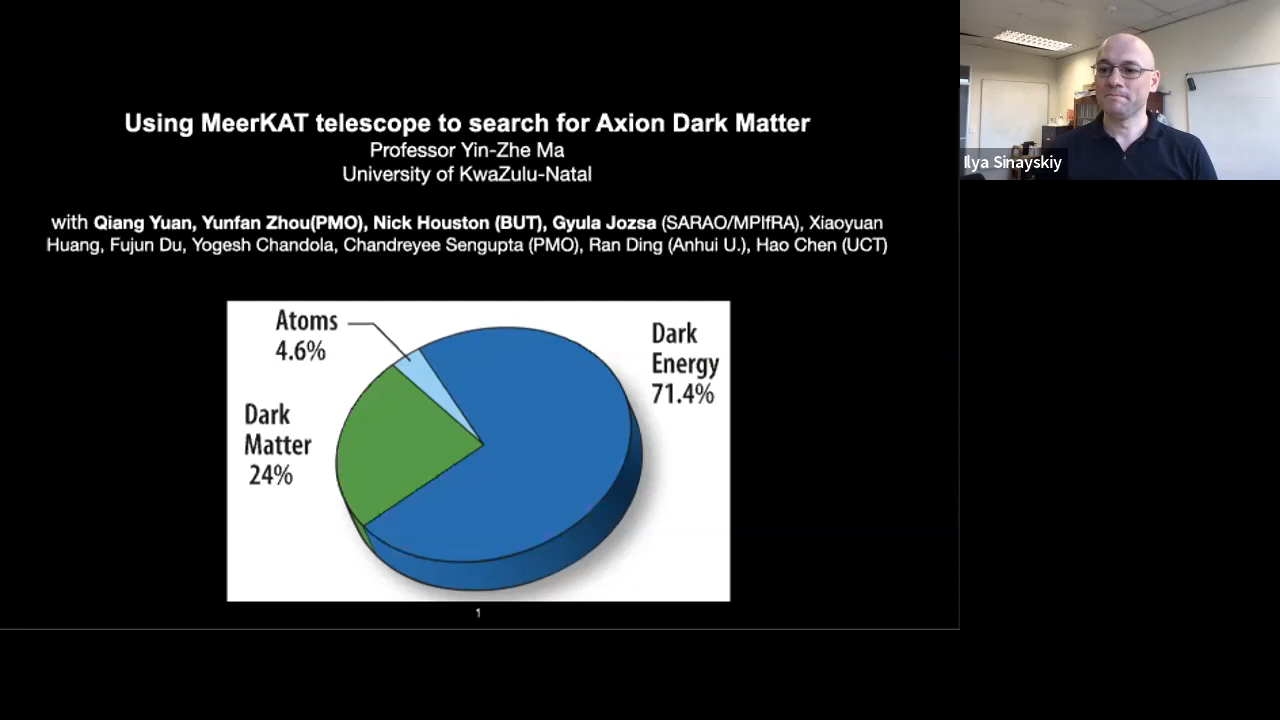 Using MeerKAT telescope to search for Axion Dark Matter
Professor Yin-Zhe Ma
University of KwaZulu-Natal
with Qiang Yuan, Yunfan Zhou(PMO), Nick Houston (BUT), Gyula Jozsa (SARAO/MPIfRA), Xiaoyuan
Huang, Fujun Du, Yogesh Chandola, Chandreyee Sengupta (PMO), Ran Ding (Anhui U.), Hao Chen (UCT)
Atoms
4.6%
Dark
Energy
71.4%
Dark
Matter
24%
1
Ilya Sinayskiy